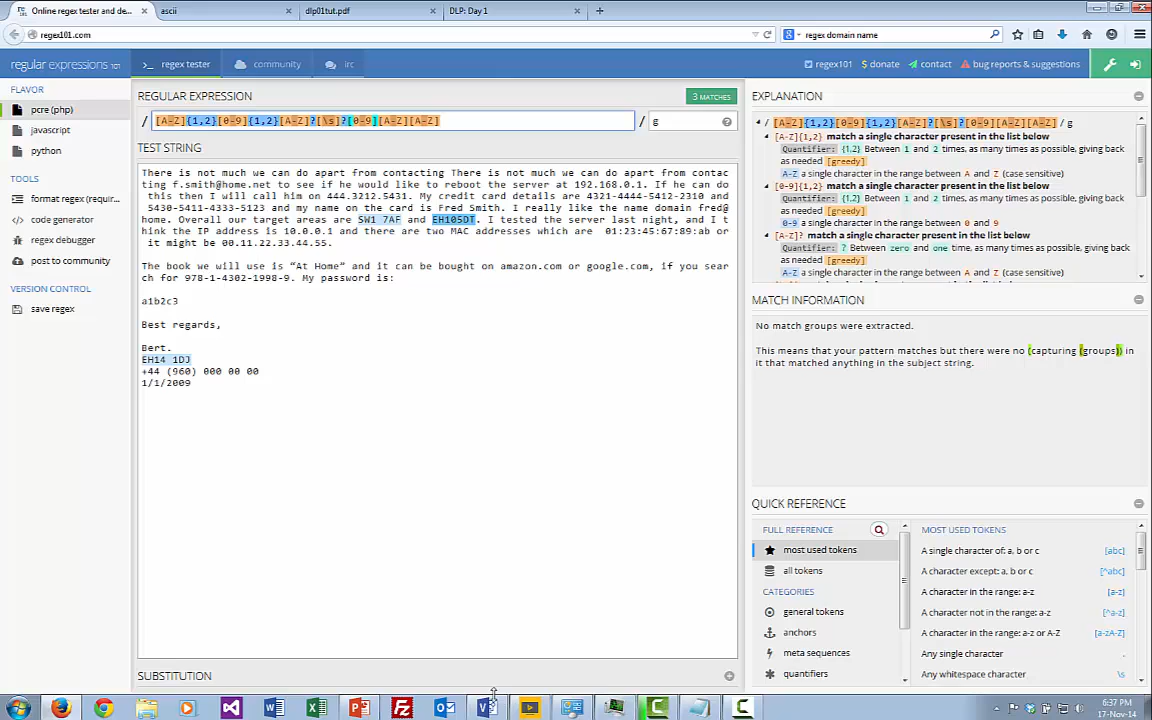 Online regex tester and de...
ascii
dlp01tut.pdf
DLP: Day 1
regex101.com
regex domain name
regular expressions 101
regex tester
community
irc
regex101
$ donate
contact
bug reports & suggestions
FLAVOR
pcre (php)
javascript
python
TOOLS
format regex (requir...
code generator
regex debugger
post to community
VERSION CONTROL
save regex
REGULAR EXPRESSION
3 MATCHES
/ [A-Z]{1,2}[0-9]{1,2}[A-Z]?[\s]?[0-9][A-Z][A-Z] / g
TEST STRING
There is not much we can do apart from contacting There is not much we can do apart from contac
ting f.smith@home.net to see if he would like to reboot the server at 192.168.0.1. If he can do
this then I will call him on 444.3212.5431. My credit card details are 4321-4444-5412-2310 and
5430-5411-4333-5123 and my name on the card is Fred Smith. I really like the name domain fred@
home. Overall our target areas are SW1 7AF and EH105DT. I tested the server last night, and I t
hink the IP address is 10.0.0.1 and there are two MAC addresses which are 01:23:45:67:89:ab or
it might be 00.11.22.33.44.55.
The book we will use is “At Home” and it can be bought on amazon.com or google.com, if you sear
ch for 978-1-4302-1998-9. My password is:
a1b2c3
Best regards,
Bert.
EH14 1DJ
+44 (960) 000 00 00
1/1/2009
SUBSTITUTION
EXPLANATION
/ [A-Z]{1,2}[0-9]{1,2}[A-Z]?[\s]?[0-9][A-Z][A-Z] / g
[A-Z]{1,2} match a single character present in the list below
Quantifier: {1,2} Between 1 and 2 times, as many times as possible, giving back
as needed [greedy]
A-Z a single character in the range between A and Z (case sensitive)
[0-9]{1,2} match a single character present in the list below
Quantifier: {1,2} Between 1 and 2 times, as many times as possible, giving back
as needed [greedy]
0-9 a single character in the range between 0 and 9
[A-Z]? match a single character present in the list below
Quantifier: ? Between zero and one time, as many times as possible, giving back
as needed [greedy]
A-Z a single character in the range between A and Z (case sensitive)
MATCH INFORMATION
No match groups were extracted.
This means that your pattern matches but there were no (capturing (groups)) in
it that matched anything in the subject string.
QUICK REFERENCE
FULL REFERENCE
most used tokens
all tokens
CATEGORIES
general tokens
anchors
meta sequences
quantifiers
MOST USED TOKENS
A single character of: a, b or c [abc]
A character except: a, b or c [^abc]
A character in the range: a-z [a-z]
A character not in the range: a-z [^a-z]
A character in the range: a-z or A-Z [a-zA-Z]
Any single character .
Any whitespace character \s
6:37 PM
17-Nov-14